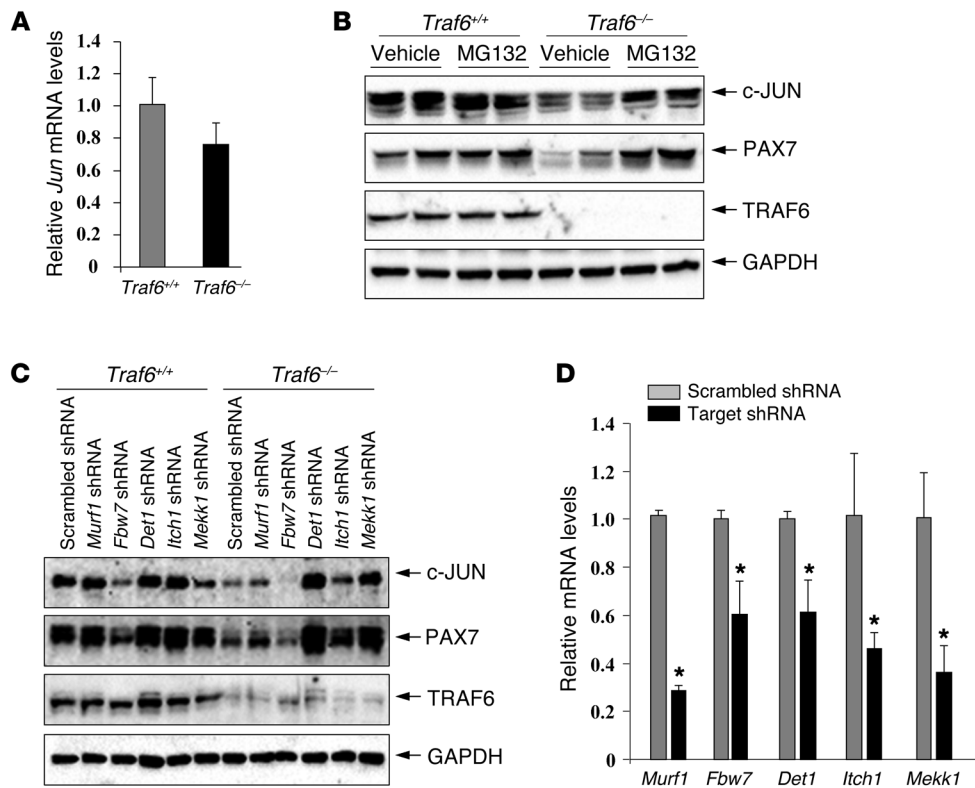 A
Relative Jun mRNA levels
1.4
1.2
1.0
0.8
0.6
0.4
0.2
0
Traf6+/+
Traf6–/–
B
Traf6+/+
Traf6–/–
Vehicle
MG132
Vehicle
MG132
c-JUN
PAX7
TRAF6
GAPDH
C
Traf6+/+
Traf6–/–
Scrambled shRNA
Murf1 shRNA
Fbw7 shRNA
Det1 shRNA
Itch1 shRNA
Mekk1 shRNA
Scrambled shRNA
Murf1 shRNA
Fbw7 shRNA
Det1 shRNA
Itch1 shRNA
Mekk1 shRNA
c-JUN
PAX7
TRAF6
GAPDH
D
Scrambled shRNA
Target shRNA
Relative mRNA levels
1.4
1.2
1.0
0.8
0.6
0.4
0.2
0
*
*
*
*
*
Murf1
Fbw7
Det1
Itch1
Mekk1